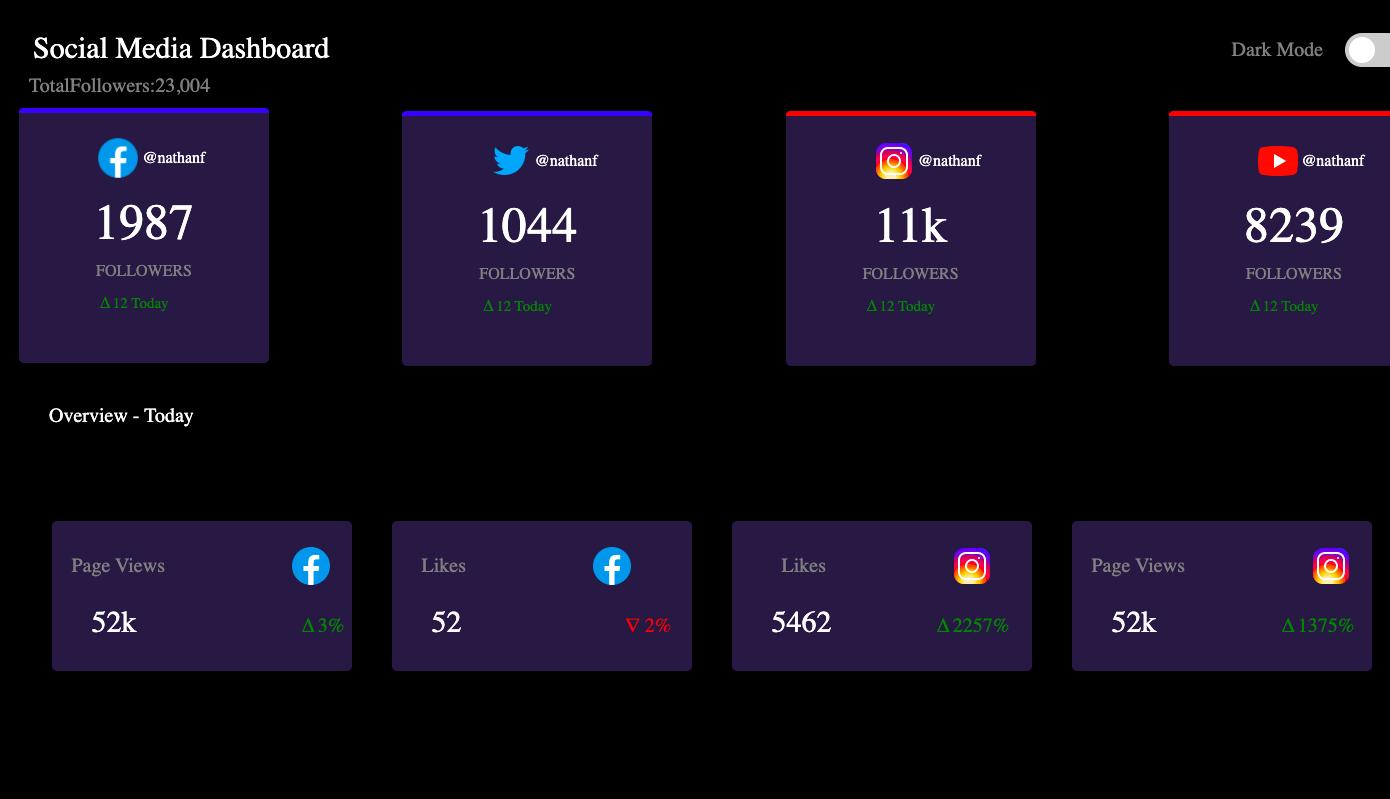 Social Media Dashboard
Dark Mode
TotalFollowers:23,004
@nathanf
1987
FOLLOWERS
Δ 12 Today
@nathanf
1044
FOLLOWERS
Δ 12 Today
@nathanf
11k
FOLLOWERS
Δ 12 Today
@nathanf
8239
FOLLOWERS
Δ 12 Today
Overview - Today
Page Views
52k
Δ 3%
Likes
52
∇ 2%
Likes
5462
Δ 2257%
Page Views
52k
Δ 1375%